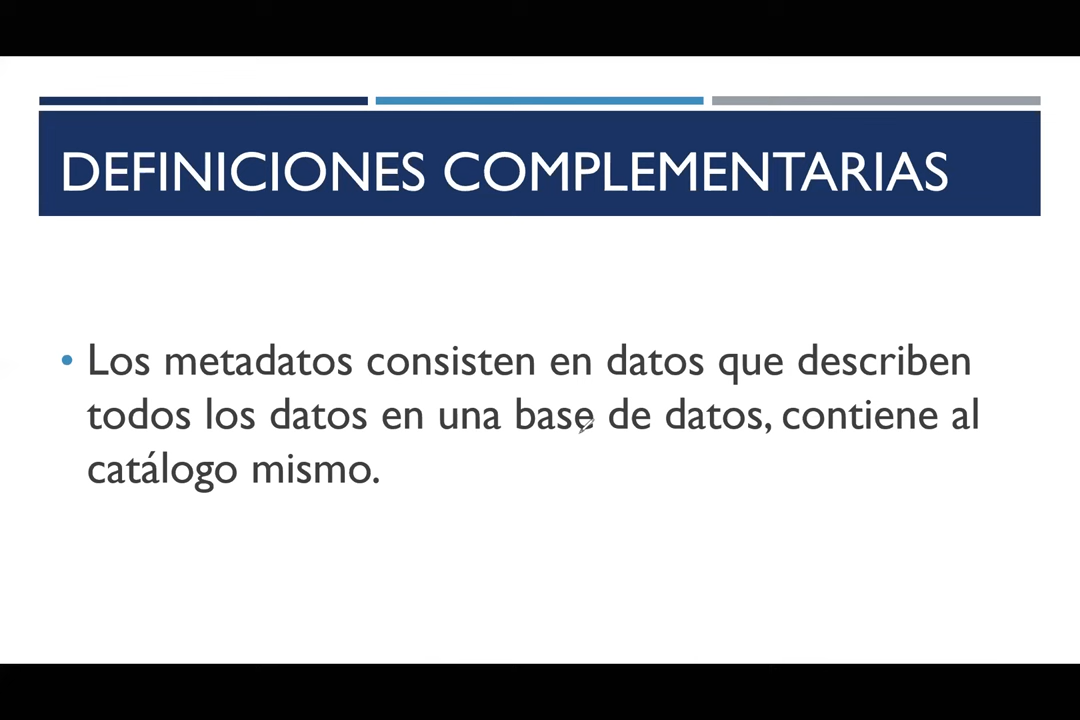 DEFINICIONES COMPLEMENTARIAS
• Los metadatos consisten en datos que describen
todos los datos en una base de datos, contiene al
catálogo mismo.